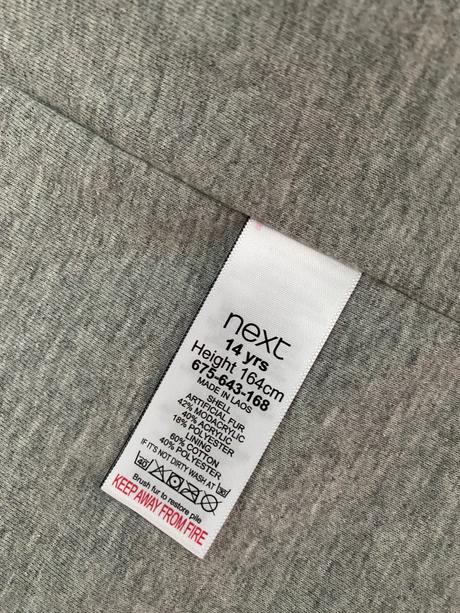 next
14 yrs
Height 164cm
675-643-168
MADE IN LAOS
SHELL
ARTIFICIAL FUR
42% MODACRYLIC
40% ACRYLIC
18% POLYESTER
LINING
60% COTTON
40% POLYESTER
IF IT'S NOT DIRTY WASH AT 30
40
Brush fur to restore pile
KEEP AWAY FROM FIRE